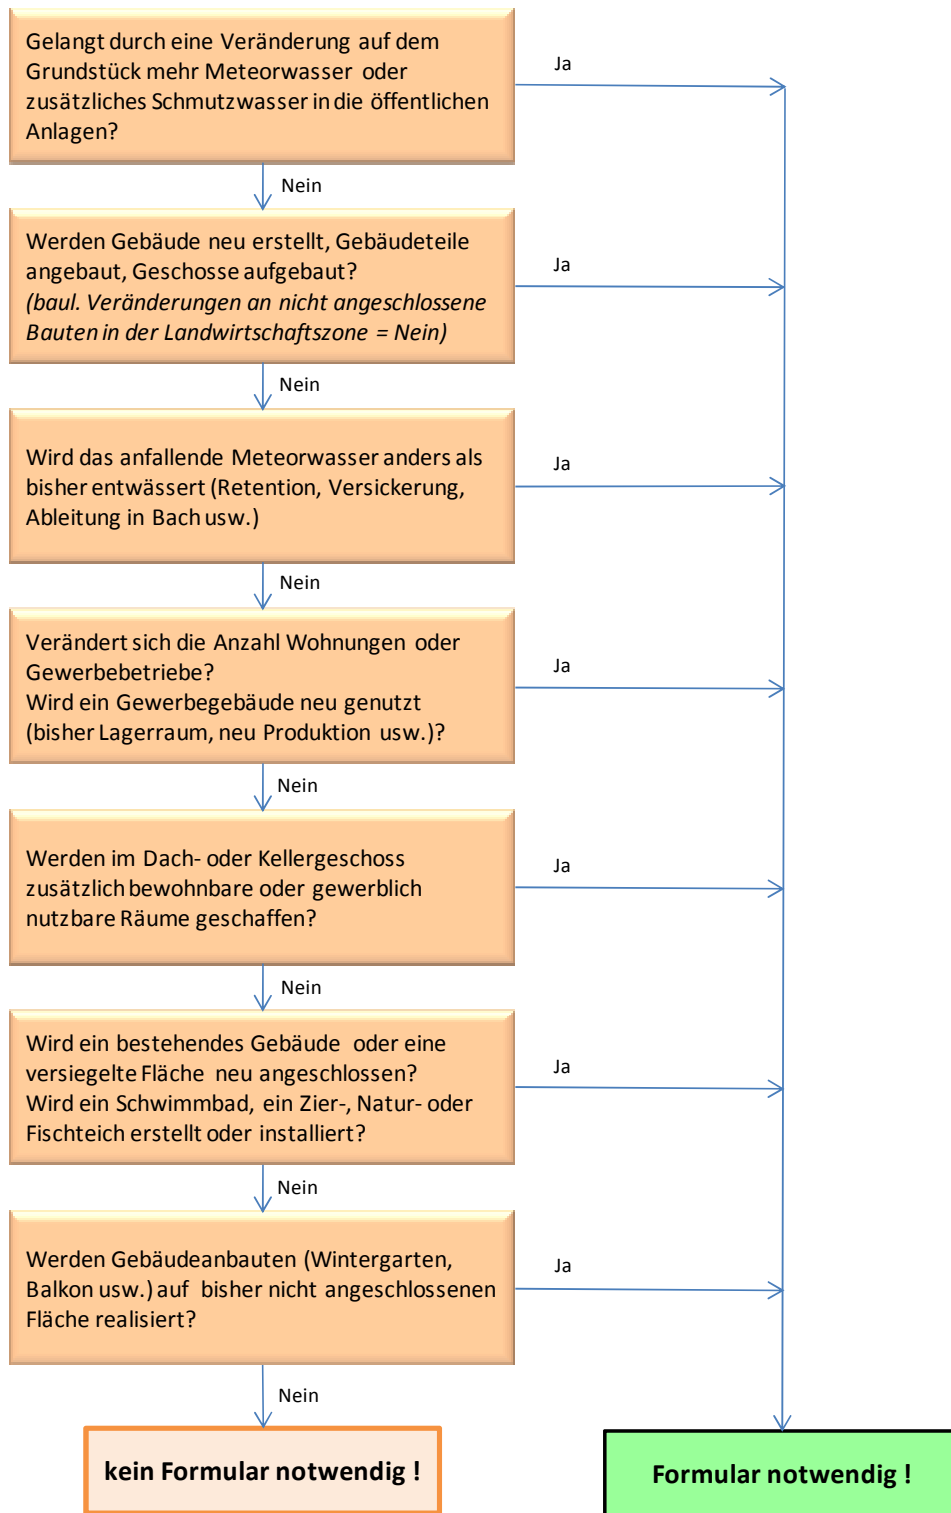 Gelangt durch eine Veränderung auf dem
Grundstück mehr Meteorwasser oder
zusätzliches Schmutzwasser in die öffentlichen
Anlagen?
Ja
Nein
Werden Gebäude neu erstellt, Gebäudeteile
angebaut, Geschosse aufgebaut?
(baul. Veränderungen an nicht angeschlossene
Bauten in der Landwirtschaftszone = Nein)
Ja
Nein
Wird das anfallende Meteorwasser anders als
bisher entwässert (Retention, Versickerung,
Ableitung in Bach usw.)
Ja
Nein
Verändert sich die Anzahl Wohnungen oder
Gewerbebetriebe?
Wird ein Gewerbegebäude neu genutzt
(bisher Lagerraum, neu Produktion usw.)?
Ja
Nein
Werden im Dach- oder Kellergeschoss
zusätzlich bewohnbare oder gewerblich
nutzbare Räume geschaffen?
Ja
Nein
Wird ein bestehendes Gebäude oder eine
versiegelte Fläche neu angeschlossen?
Wird ein Schwimmbad, ein Zier-, Natur- oder
Fischteich erstellt oder installiert?
Ja
Nein
Werden Gebäudeanbauten (Wintergarten,
Balkon usw.) auf bisher nicht angeschlossenen
Fläche realisiert?
Ja
Nein
kein Formular notwendig !
Formular notwendig !